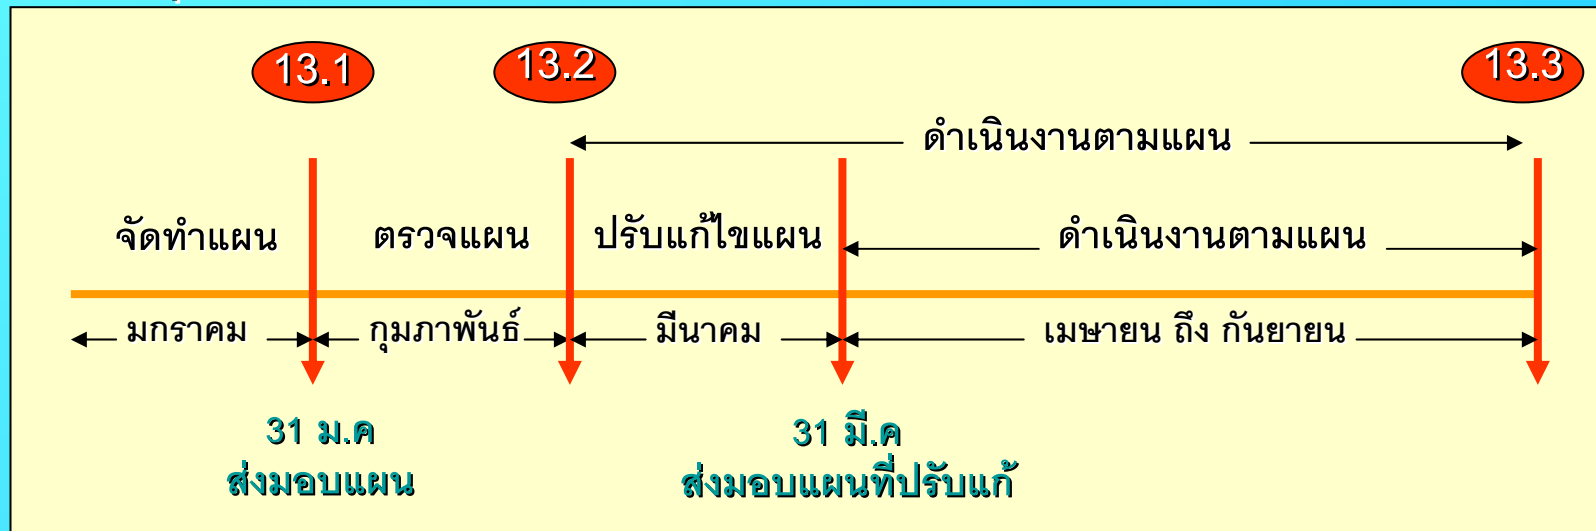 13.1 13.2 13.3
ดำเนินงานตามแผน
จัดทำแผน ตรวจแผน ปรับแก้ไขแผน ดำเนินงานตามแผน
มกราคม กุมภาพันธ์ มีนาคม เมษายน ถึง กันยายน
31 ม.ค 31 มี.ค
ส่งมอบแผน ส่งมอบแผนที่ปรับแก้